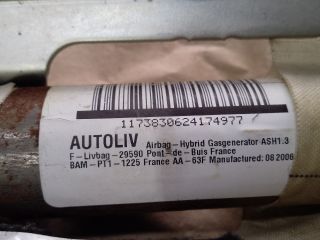 1173830624174977
AUTOLIV Airbag-Hybrid Gasgenerator ASH1.3
F-Livbag-29590 Pont-de-Buis France
BAM-PT1-1225 France AA-63F Manufactured: 08 2006